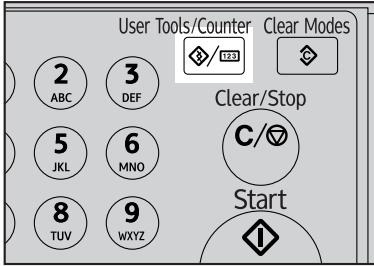 User Tools/Counter Clear Modes
123
2
ABC
3
DEF
Clear/Stop
C/
5
JKL
6
MNO
Start
8
TUV
9
WXYZ